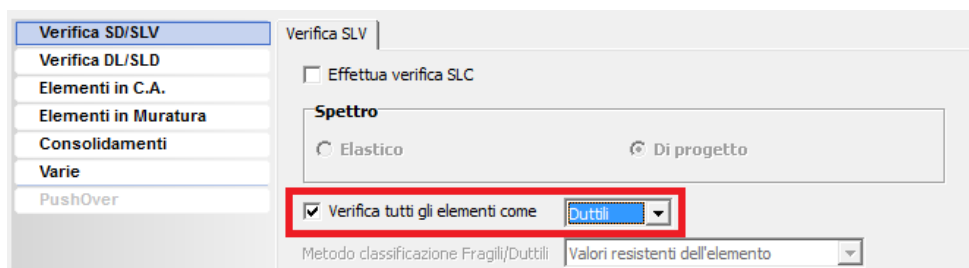 Verifica SD/SLV
Verifica DL/SLD
Elementi in C.A.
Elementi in Muratura
Consolidamenti
Varie
PushOver
Verifica SLV
Effettua verifica SLC
Spettro
Elastico
Di progetto
Verifica tutti gli elementi come
Duttili
Metodo classificazione Fragili/Duttili
Valori resistenti dell'elemento